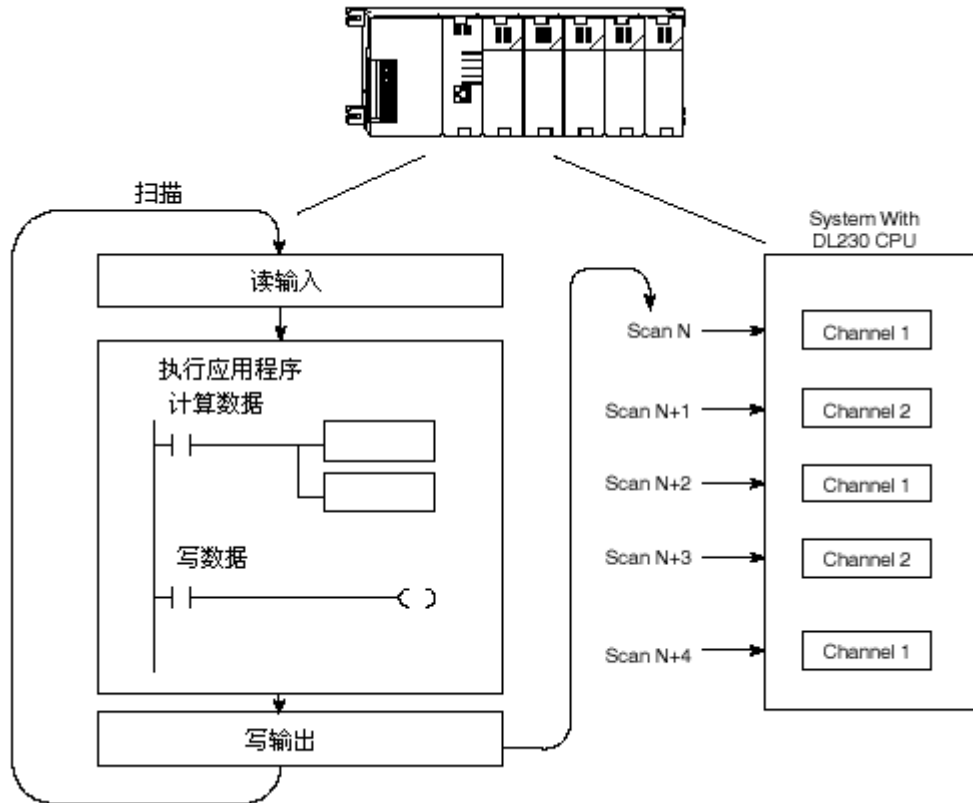 扫描
读输入
执行应用程序
计算数据
写数据
写输出
System With
DL230 CPU
Scan N
Channel 1
Scan N+1
Channel 2
Scan N+2
Channel 1
Scan N+3
Channel 2
Scan N+4
Channel 1